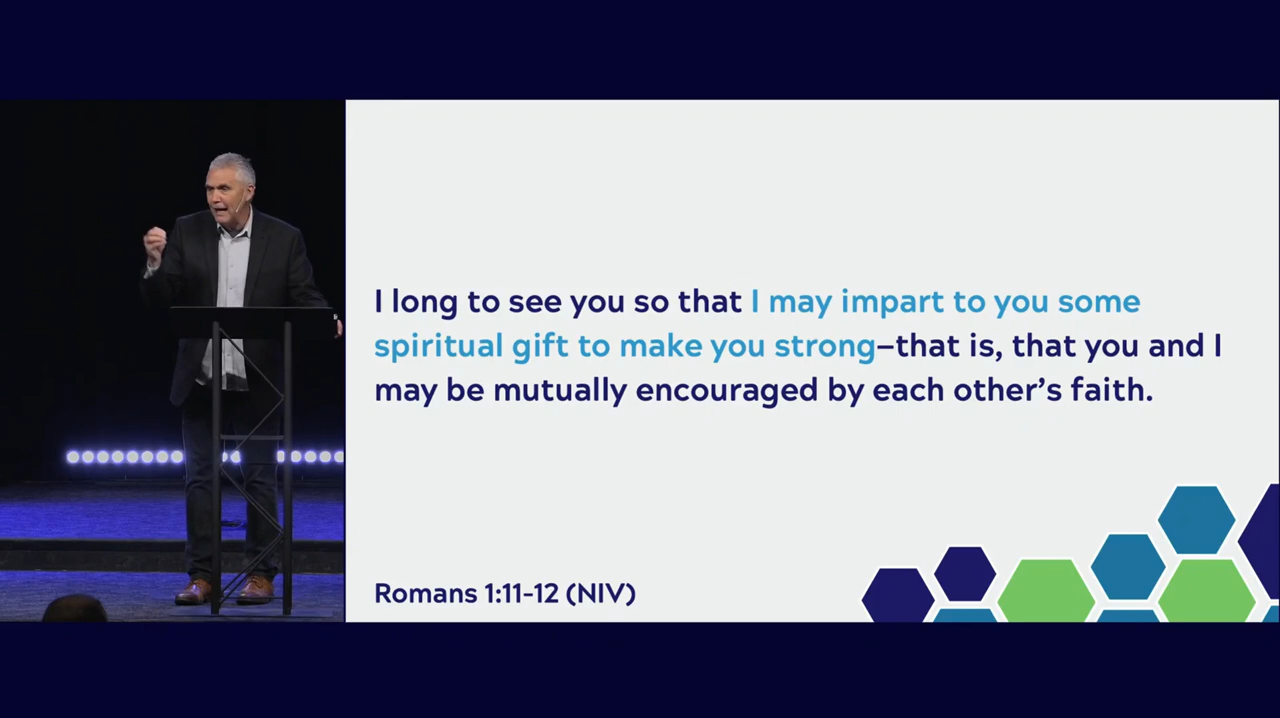 I long to see you so that I may impart to you some
spiritual gift to make you strong—that is, that you and I
may be mutually encouraged by each other's faith.
Romans 1:11-12 (NIV)